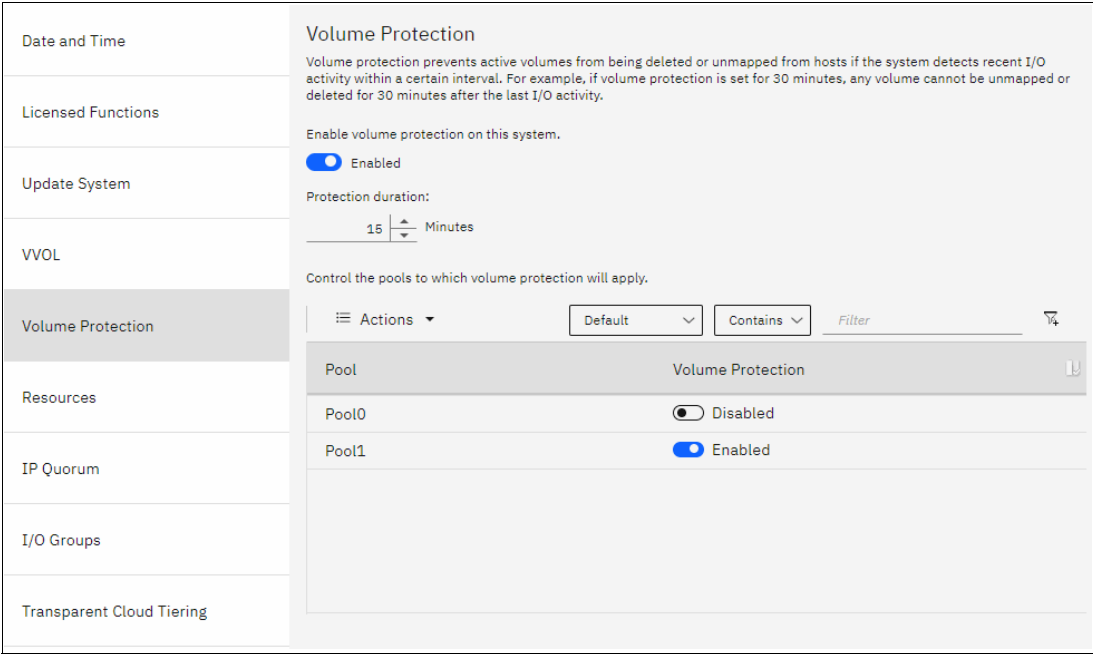 Date and Time
Licensed Functions
Update System
VVOL
Volume Protection
Resources
IP Quorum
I/O Groups
Transparent Cloud Tiering
Volume Protection
Volume protection prevents active volumes from being deleted or unmapped from hosts if the system detects recent I/O
activity within a certain interval. For example, if volume protection is set for 30 minutes, any volume cannot be unmapped or
deleted for 30 minutes after the last I/O activity.
Enable volume protection on this system.
Enabled
Protection duration:
15 Minutes
Control the pools to which volume protection will apply.
Actions Default Contains Filter
Pool Volume Protection
Pool0 Disabled
Pool1 Enabled